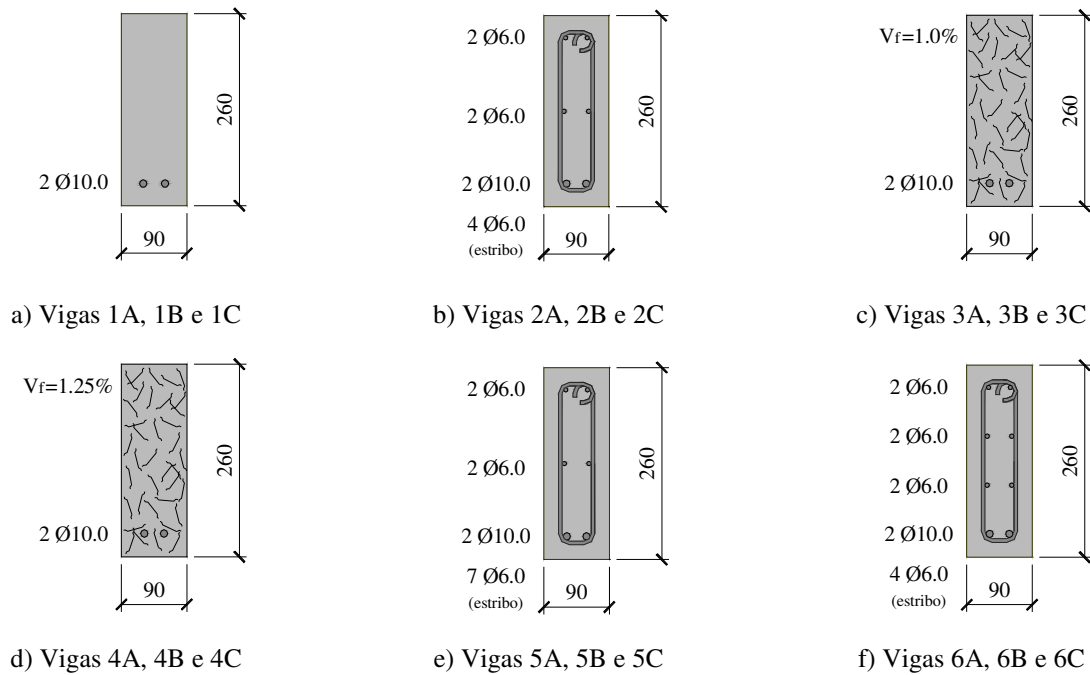 2 Ø10.0
260
90
a) Vigas 1A, 1B e 1C
2 Ø6.0
2 Ø6.0
2 Ø10.0
4 Ø6.0
(estribo)
260
90
b) Vigas 2A, 2B e 2C
Vf=1.0%
2 Ø10.0
260
90
c) Vigas 3A, 3B e 3C
Vf=1.25%
2 Ø10.0
260
90
d) Vigas 4A, 4B e 4C
2 Ø6.0
2 Ø6.0
2 Ø10.0
7 Ø6.0
(estribo)
260
90
e) Vigas 5A, 5B e 5C
2 Ø6.0
2 Ø6.0
2 Ø6.0
2 Ø10.0
4 Ø6.0
(estribo)
260
90
f) Vigas 6A, 6B e 6C